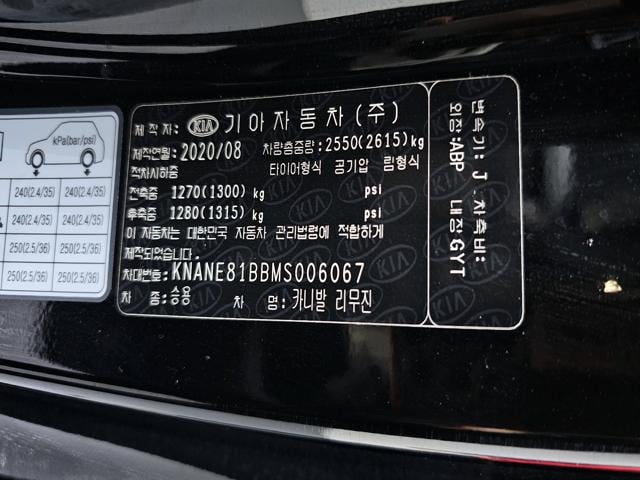 kPa(bar/psi)
240(2.4/35) 240(2.4/35)
240(2.4/35) 240(2.4/35)
250(2.5/36) 250(2.5/36)
250(2.5/36) 250(2.5/36)
제 작 자: KIA 기아자동차(주)
제작연월: 2020/08 차량총중량: 2550(2615)kg
적차시하중 타이어형식 공기압 림형식
전축중 1270(1300) kg psi
후축중 1280(1315) kg psi
이 자동차는 대한민국 자동차 관리법령에 적합하게
제작되었습니다.
차대번호: KNANE81BBMS006067
차 종: 승용 차 명: 카니발 리무진
변속기: J 차축비:
외장:ABP 내장:GYT